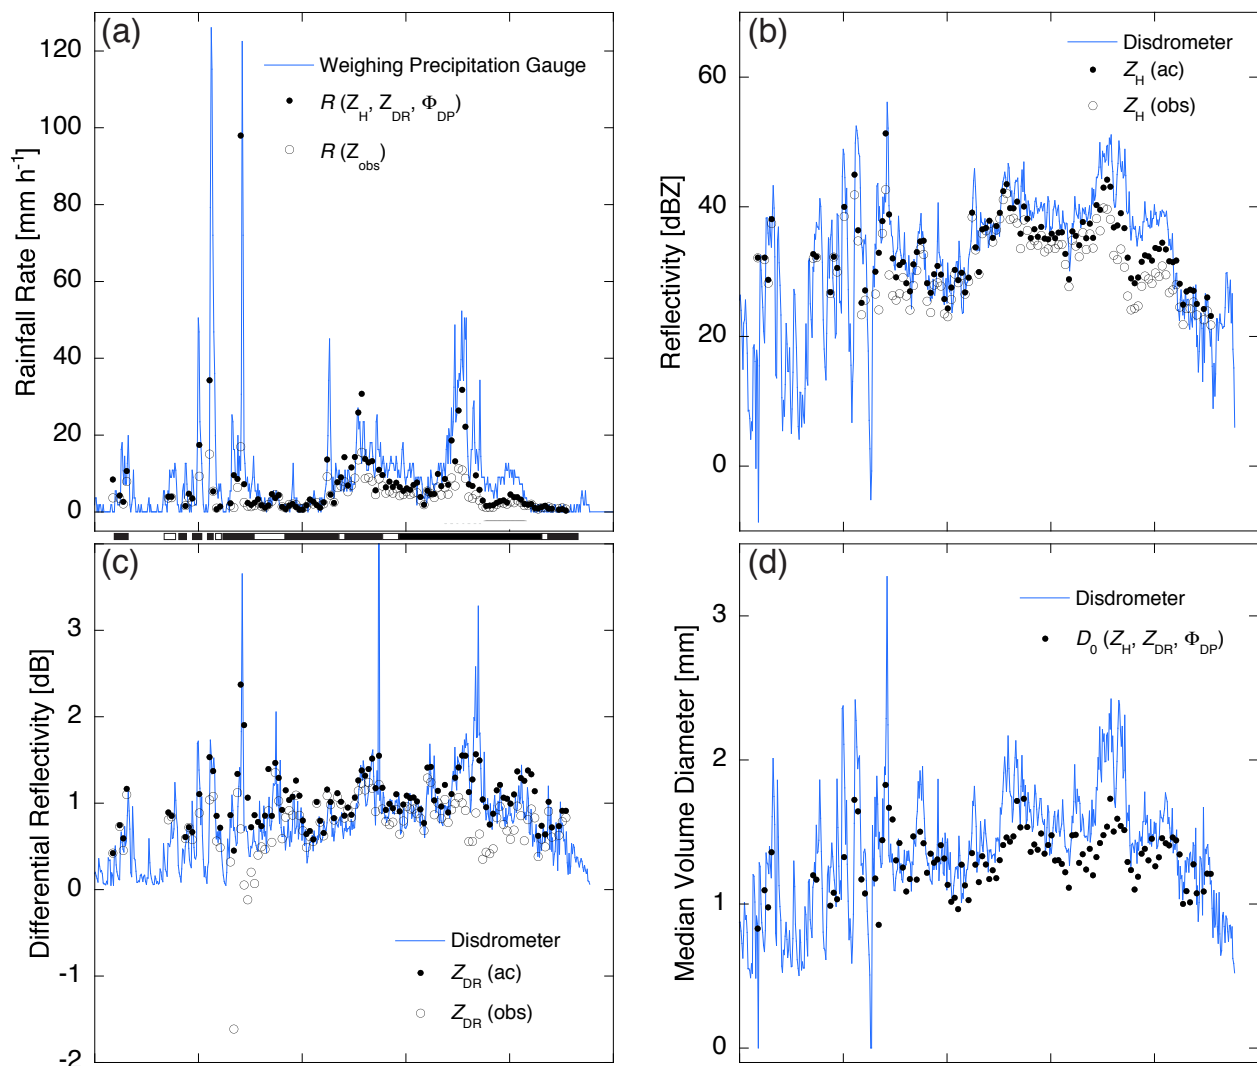 (a)
Rainfall Rate [mm h-1]
120
100
80
60
40
20
0
Weighing Precipitation Gauge
R (ZH, ZDR, ΦDP)
R (Zobs)
(b)
Reflectivity [dBZ]
60
40
20
0
Disdrometer
ZH (ac)
ZH (obs)
(c)
Differential Reflectivity [dB]
3
2
1
0
-1
-2
Disdrometer
ZDR (ac)
ZDR (obs)
(d)
Median Volume Diameter [mm]
3
2
1
0
Disdrometer
D0 (ZH, ZDR, ΦDP)